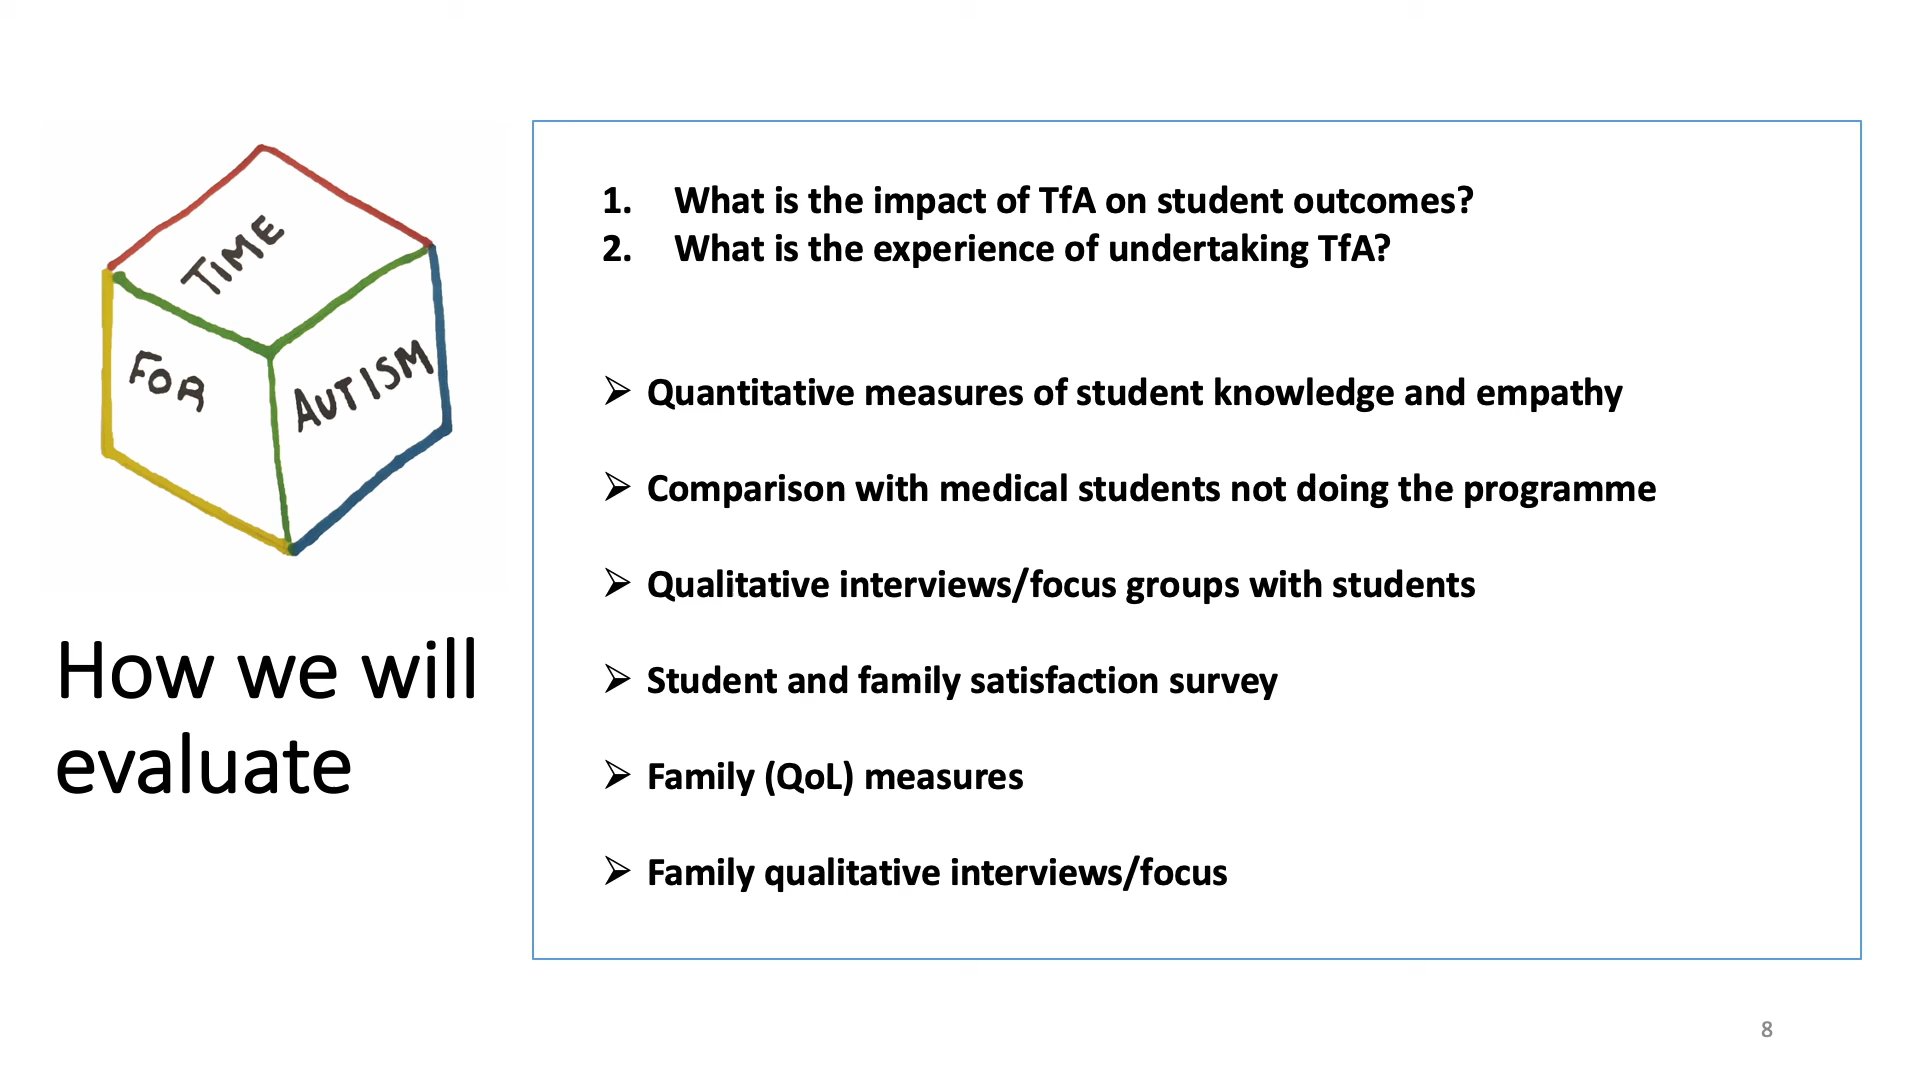 TIME
FOR
AUTISM
How we will
evaluate
1. What is the impact of TfA on student outcomes?
2. What is the experience of undertaking TfA?
➢ Quantitative measures of student knowledge and empathy
➢ Comparison with medical students not doing the programme
➢ Qualitative interviews/focus groups with students
➢ Student and family satisfaction survey
➢ Family (QoL) measures
➢ Family qualitative interviews/focus
8